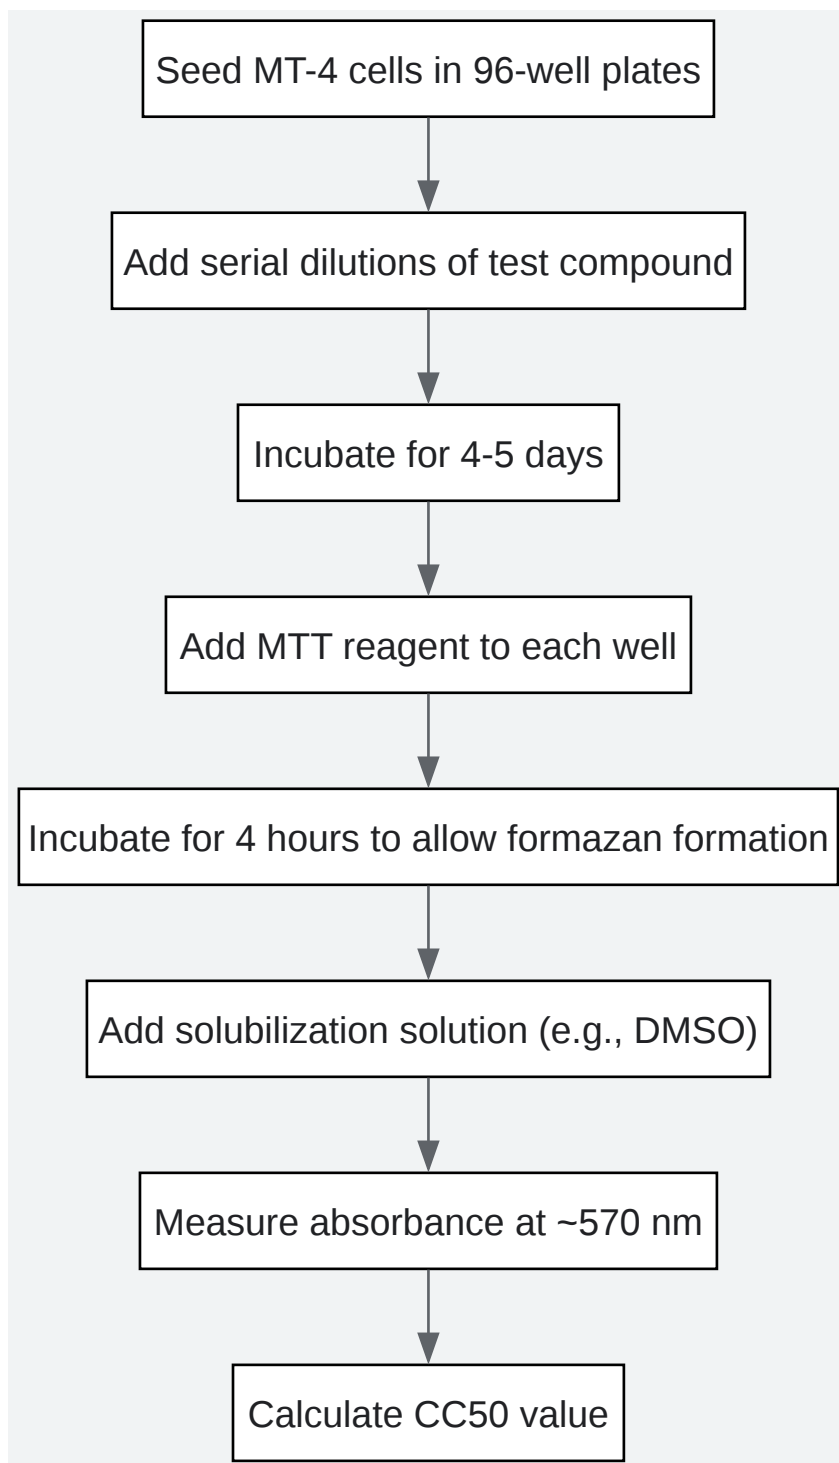 Seed MT-4 cells in 96-well plates
Add serial dilutions of test compound
Incubate for 4-5 days
Add MTT reagent to each well
Incubate for 4 hours to allow formazan formation
Add solubilization solution (e.g., DMSO)
Measure absorbance at ~570 nm
Calculate CC50 value